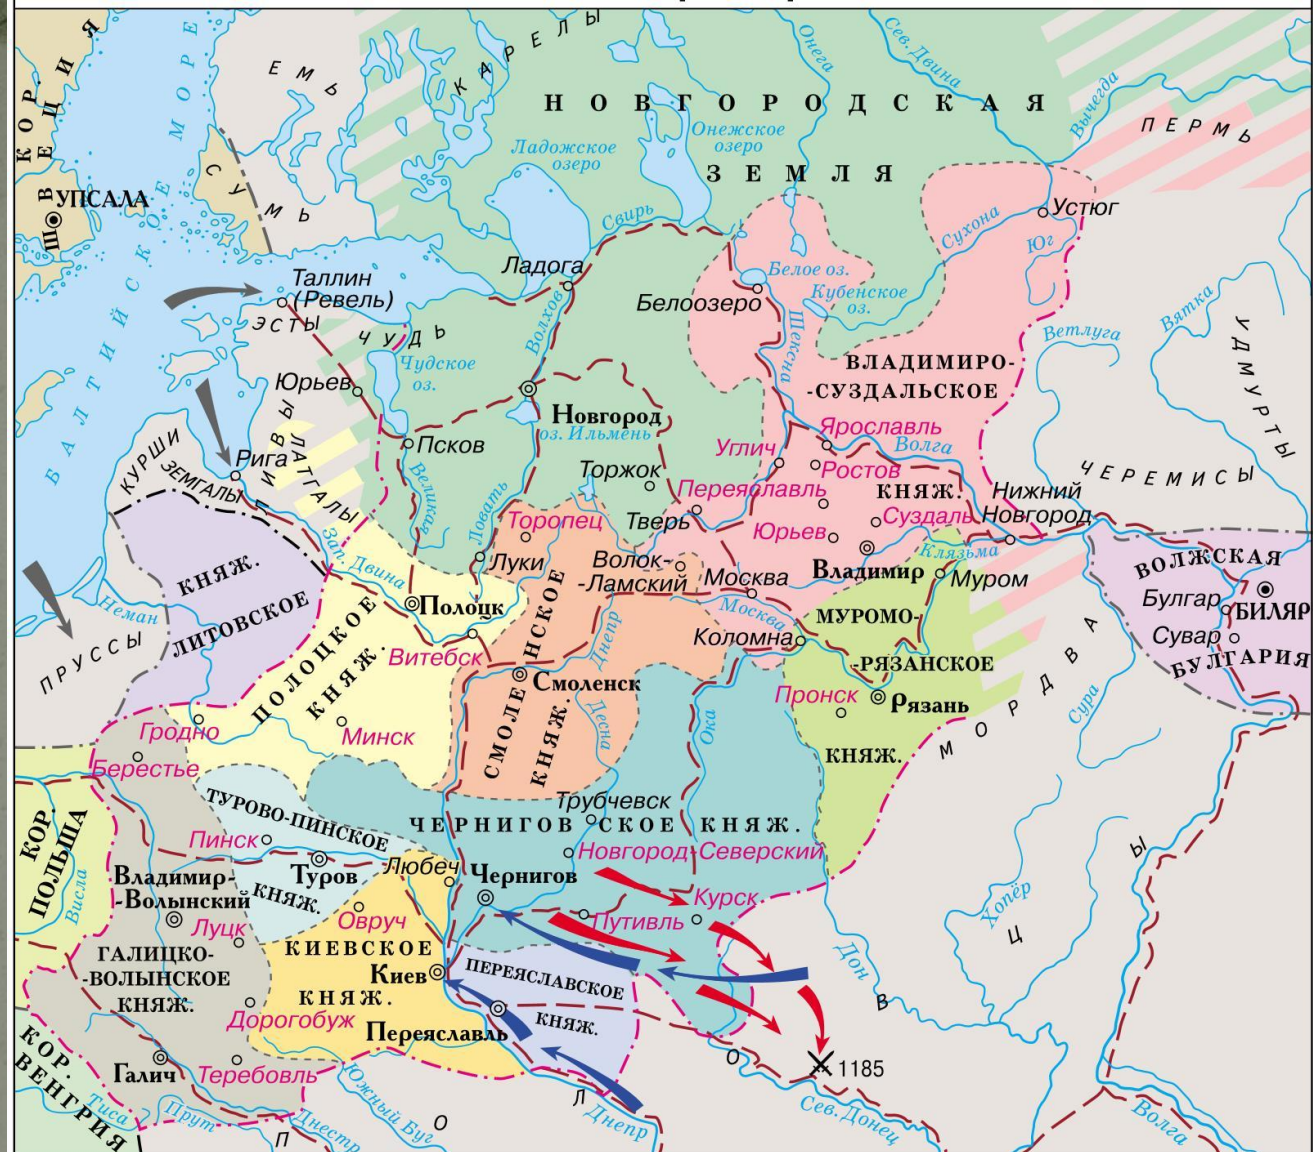 КОР. ШВЕЦИЯ
УПСАЛА
БАЛТИЙСКОЕ МОРЕ
ЕМЬ
СУМЬ
КАРЕЛЫ
Онега
Сев. Двина
Вычегда
ПЕРМЬ
НОВГОРОДСКАЯ
ЗЕМЛЯ
Ладожское
озеро
Онежское
озеро
Свирь
Сухона
Устюг
Юг
Таллин
(Ревель)
ЭСТЫ
ЧУДЬ
Чудское
оз.
Ладога
Волхов
Белоозеро
Белое оз.
Кубенское
оз.
Шексна
Ветлуга
Вятка
УДМУРТЫ
ВЛАДИМИРО-
-СУЗДАЛЬСКОЕ
КНЯЖ.
Юрьев
Псков
Великая
Новгород
оз. Ильмень
Ловать
Торжок
Углич
Ярославль
Волга
Ростов
Переяславль
Тверь
Юрьев
Суздаль
Нижний
Новгород
ЧЕРЕМИСЫ
КУРШИ
ЗЕМГАЛЫ
Рига
ЛИВЫ
ЛАТГАЛЫ
Зап. Двина
Торопец
Луки
Волок-
-Ламский
Москва
Владимир
Клязьма
Муром
ВОЛЖСКАЯ
БУЛГАРИЯ
Булгар
БИЛЯР
Сувар
КНЯЖ.
ЛИТОВСКОЕ
Неман
ПРУССЫ
Полоцк
ПОЛОЦКОЕ
КНЯЖ.
Витебск
СМОЛЕНСКОЕ
КНЯЖ.
Днепр
Москва
Коломна
МУРОМО-
-РЯЗАНСКОЕ
КНЯЖ.
Смоленск
Десна
Ока
Пронск
Рязань
МОРДВА
Сура
Гродно
Минск
Берестье
КОР.
ПОЛЬША
Висла
ТУРОВО-ПИНСКОЕ
КНЯЖ.
Пинск
Туров
Любеч
ЧЕРНИГОВСКОЕ КНЯЖ.
Трубчевск
Новгород-Северский
Чернигов
Курск
Путивль
Владимир-
-Волынский
Луцк
Овруч
ГАЛИЦКО-
-ВОЛЫНСКОЕ
КНЯЖ.
КИЕВСКОЕ
КНЯЖ.
Киев
ПЕРЕЯСЛАВСКОЕ
КНЯЖ.
Переяславль
Дорогобуж
Галич
Теребовль
КОР.
ВЕНГРИЯ
Тиса
Прут
Днестр
Южный Буг
Днепр
ПОЛОВЦЫ
1185
Сев. Донец
Дон
Хопёр
Волга